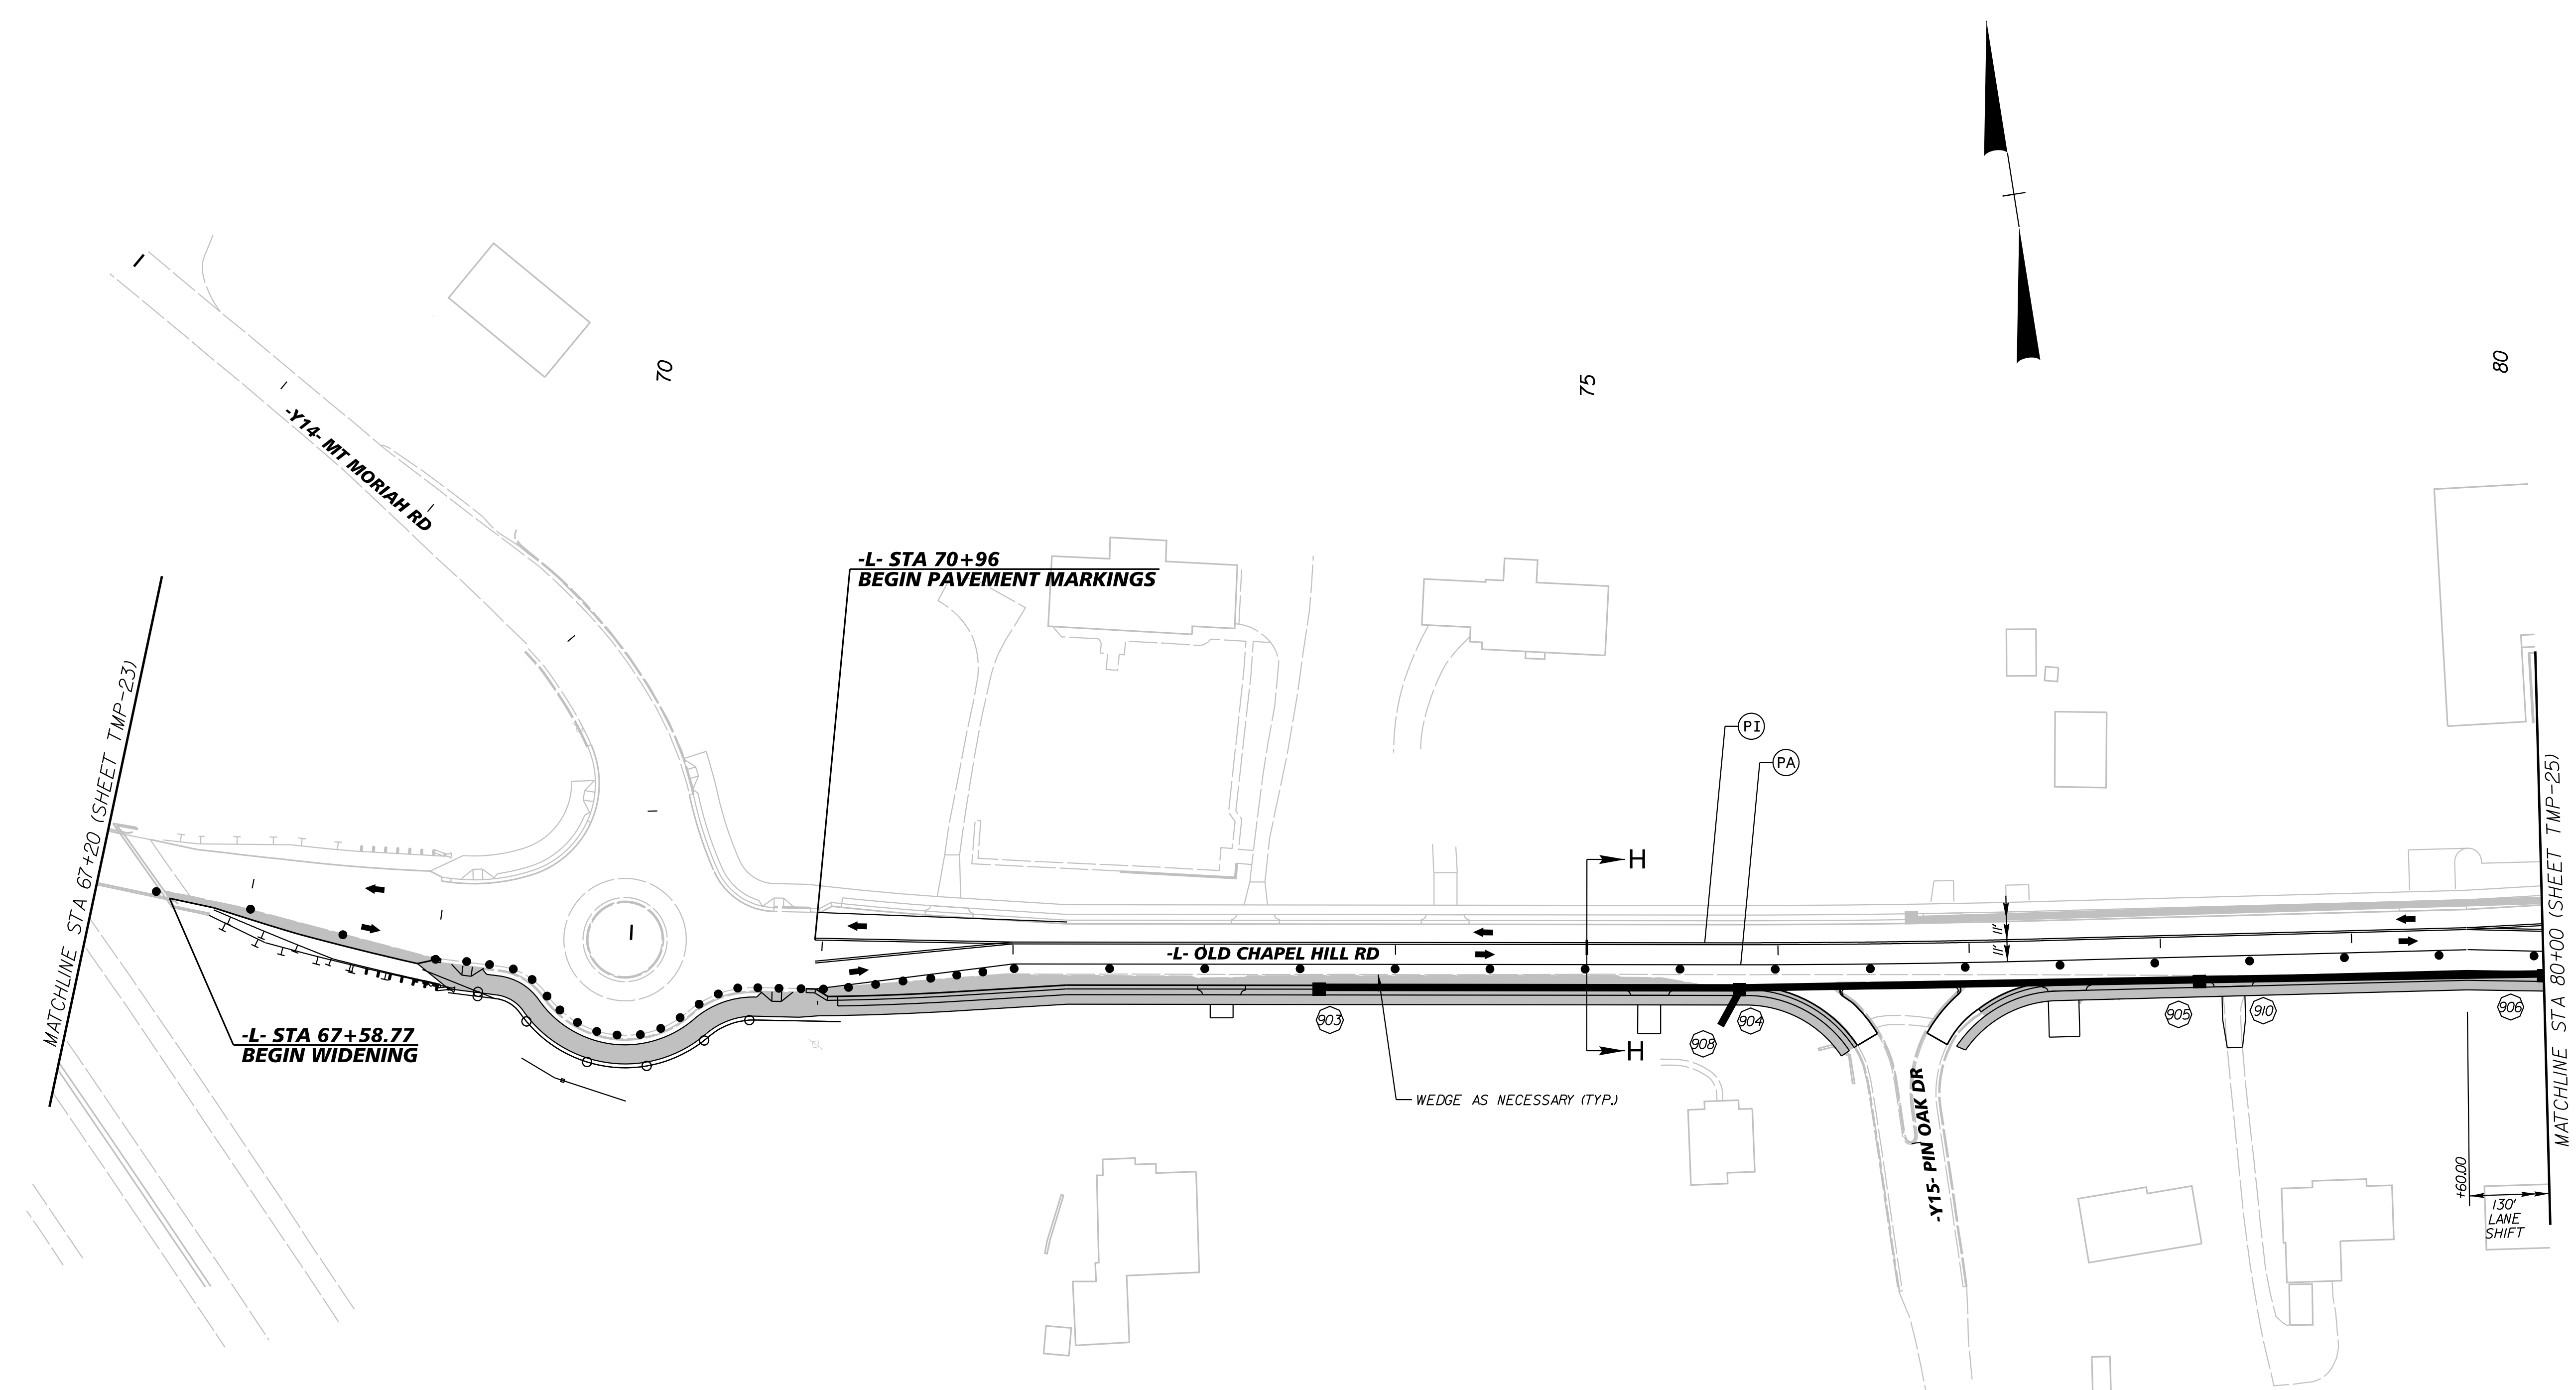 70
75
80
-Y14- MT MORIAH RD
-L- STA 70+96
BEGIN PAVEMENT MARKINGS
MATCHLINE STA 67+20 (SHEET TMP-23)
PI
PA
H
-L- OLD CHAPEL HILL RD
11'
11'
MATCHLINE STA 80+00 (SHEET TMP-25)
-L- STA 67+58.77
BEGIN WIDENING
903
908
904
905
910
906
H
WEDGE AS NECESSARY (TYP.)
-Y15- PIN OAK DR
+60.00
130'
LANE
SHIFT